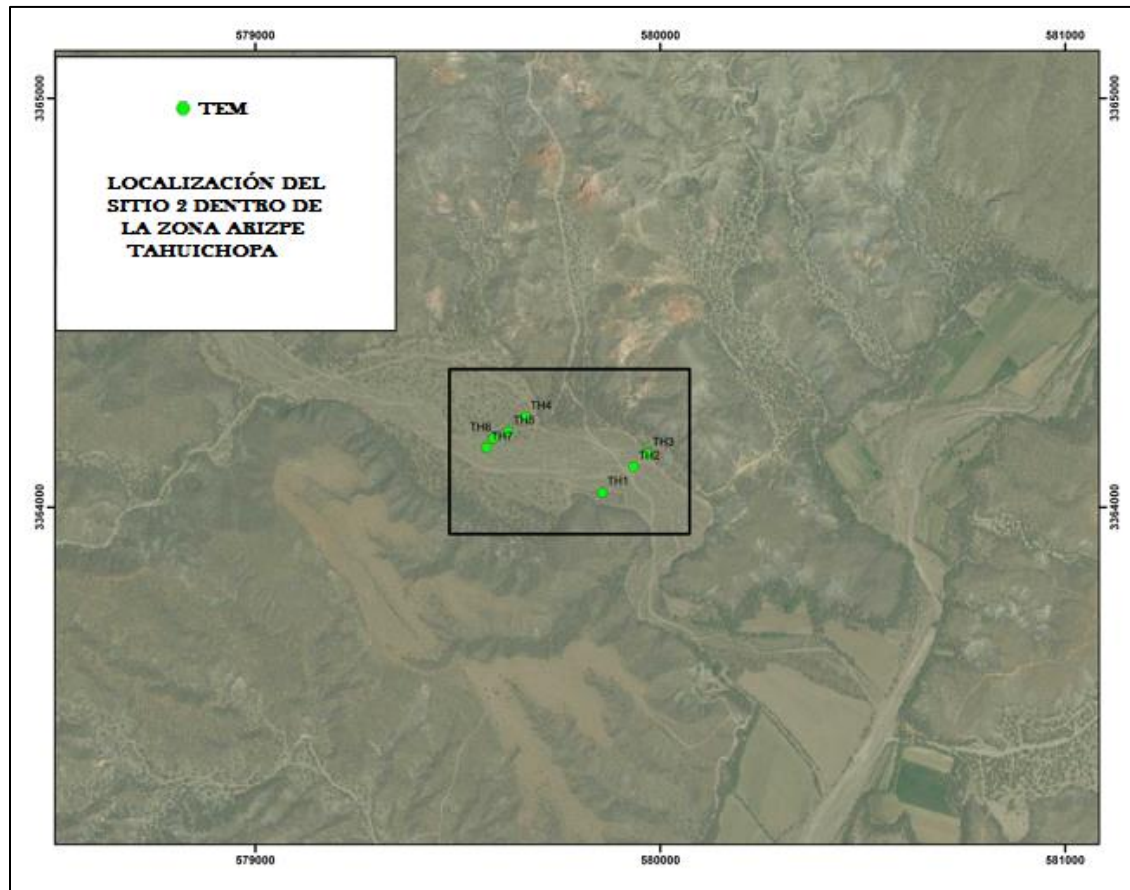 579000 580000 581000
3365000 3365000
TEM
LOCALIZACIÓN DEL
SITIO 2 DENTRO DE
LA ZONA ARIZPE
TAHUICHOPA
TH4
TH5
TH6
TH7
TH3
TH2
TH1
3364000 3364000
579000 580000 581000